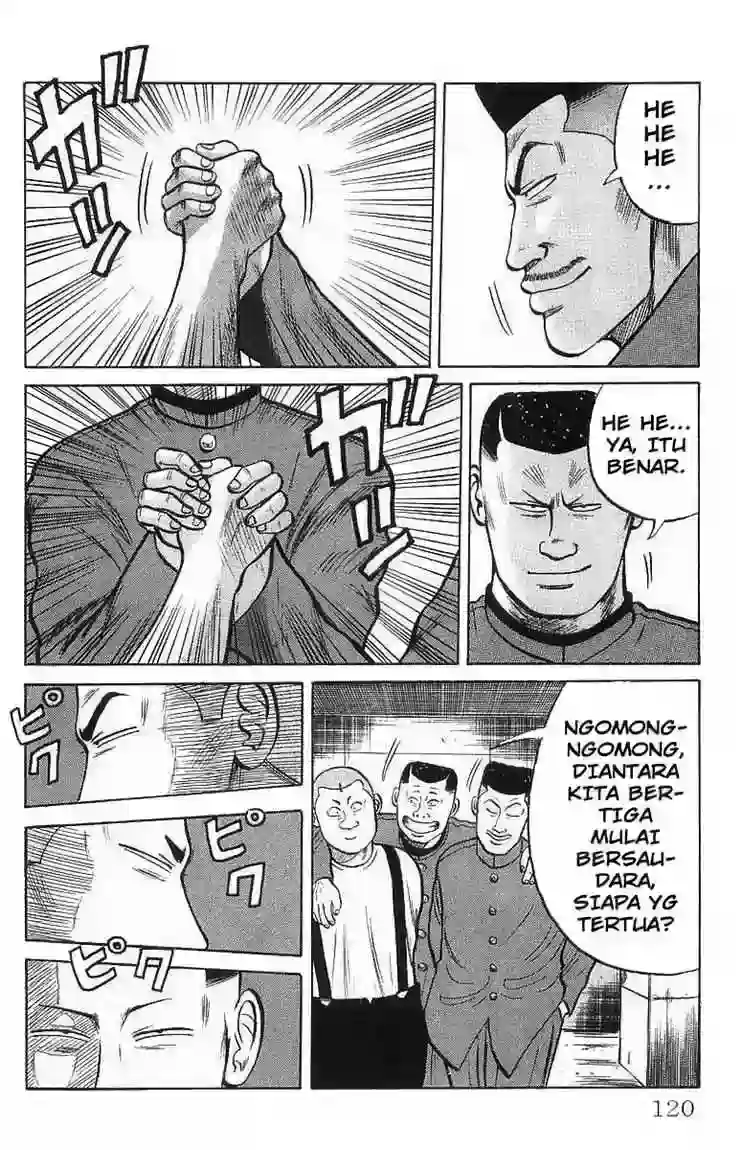 ガッ
HE
HE
HE
...
ガッ
HE HE...
YA, ITU
BENAR.
ピク
ピク
ピク
NGOMONG-
NGOMONG,
DIANTARA
KITA BER-
TIGA
MULAI
BERSAU-
DARA,
SIAPA YG
TERTUA?
120